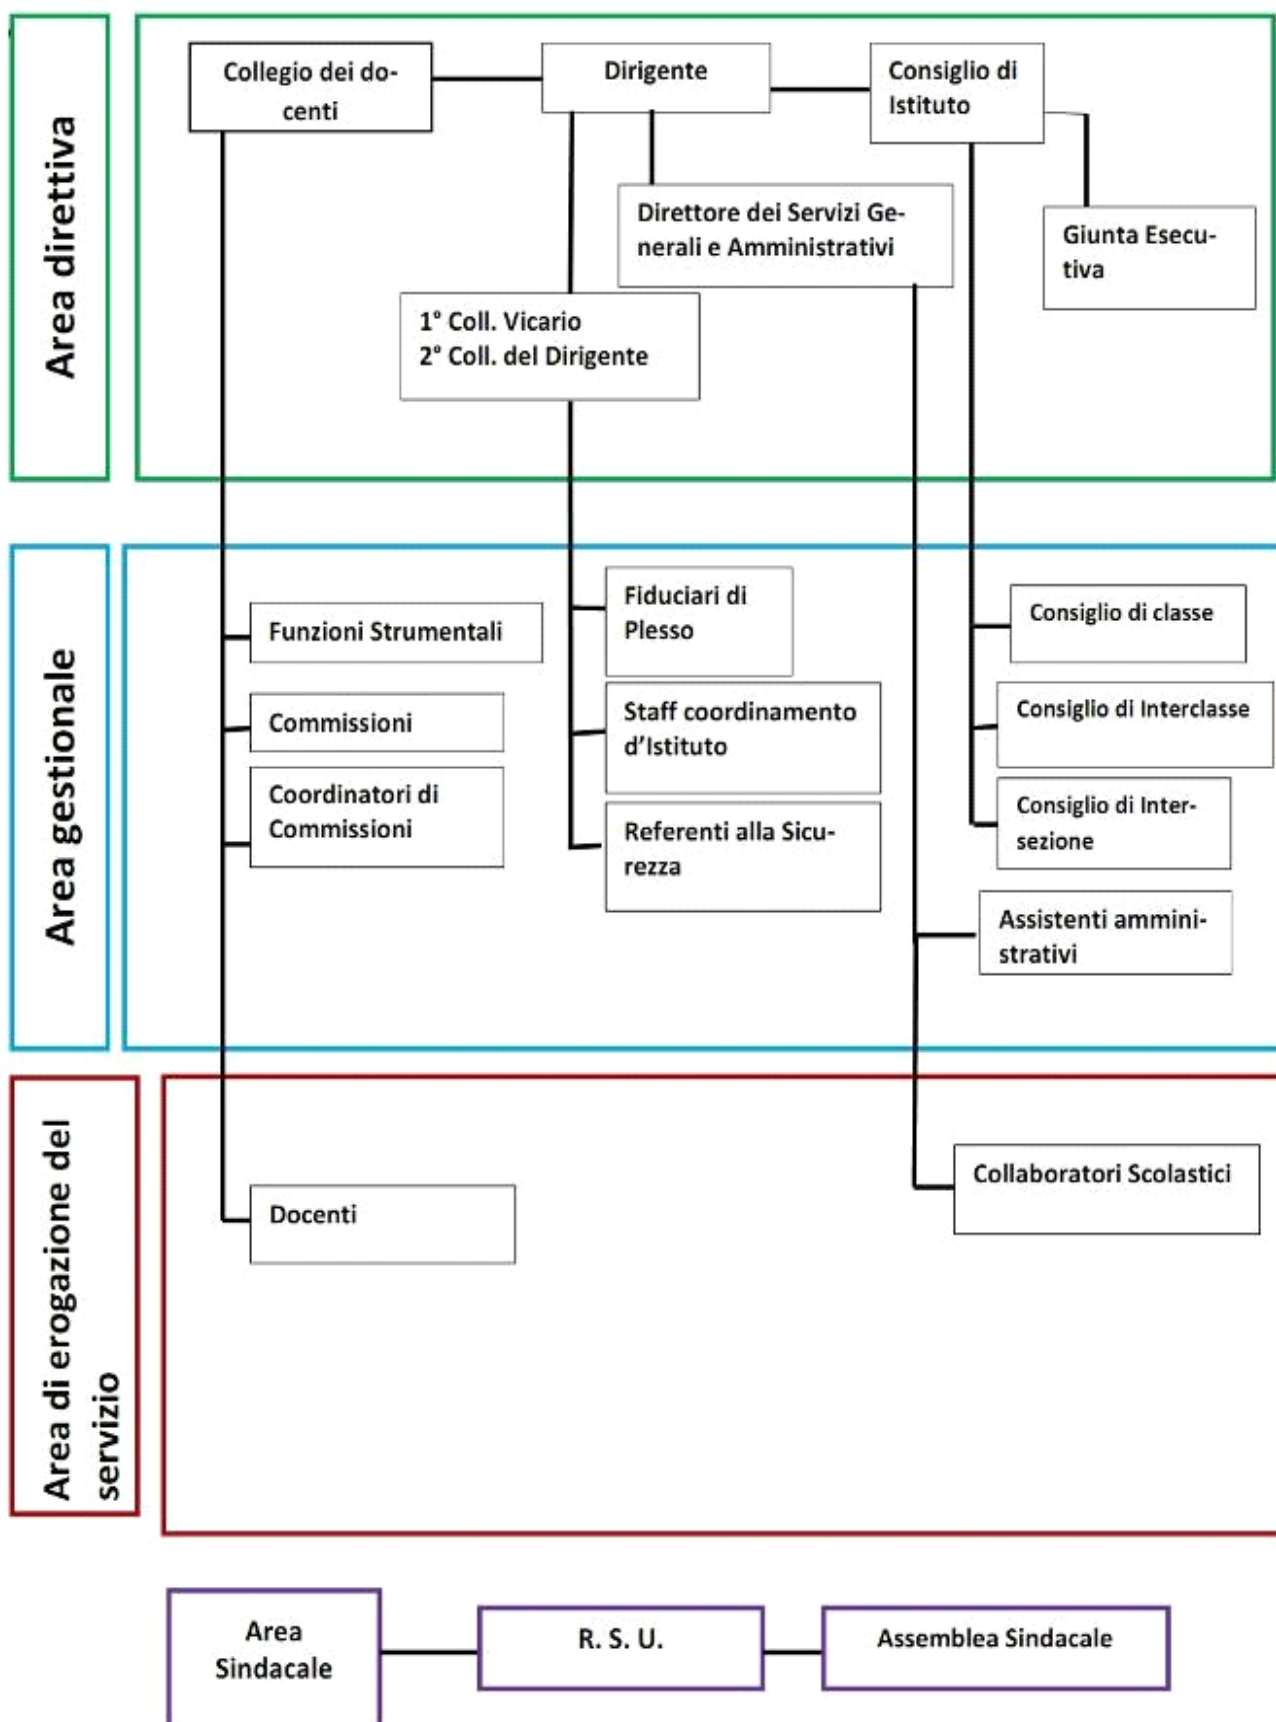 Area direttiva
Collegio dei do-
centi
Dirigente
Consiglio di
Istituto
Direttore dei Servizi Ge-
nerali e Amministrativi
Giunta Esecu-
tiva
1° Coll. Vicario
2° Coll. del Dirigente
Area gestionale
Funzioni Strumentali
Commissioni
Coordinatori di
Commissioni
Fiduciari di
Plesso
Staff coordinamento
d'Istituto
Referenti alla Sicu-
rezza
Consiglio di classe
Consiglio di Interclasse
Consiglio di Inter-
sezione
Assistenti ammini-
strativi
Area di erogazione del
servizio
Docenti
Collaboratori Scolastici
Area
Sindacale
R. S. U.
Assemblea Sindacale